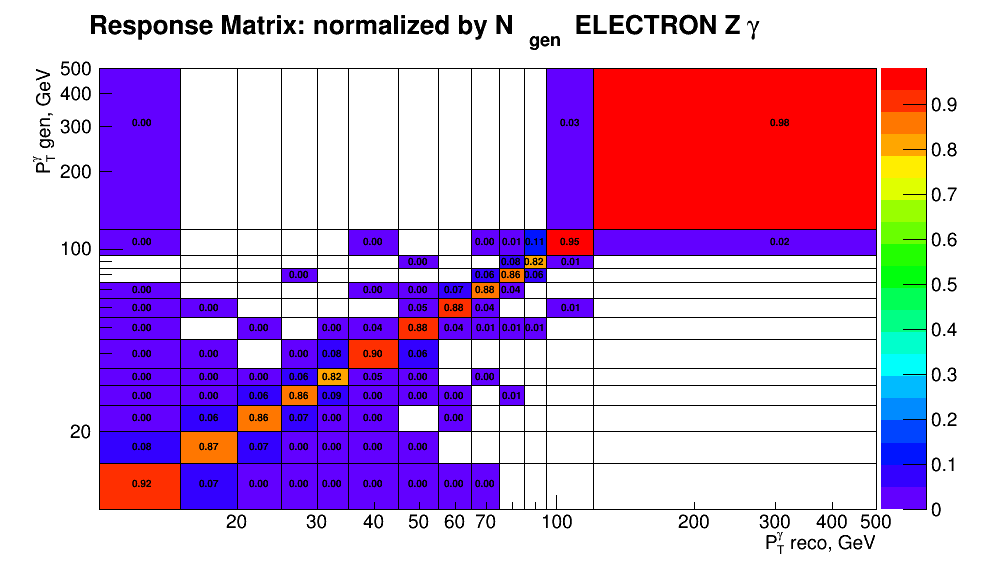 Response Matrix: normalized by N gen ELECTRON Z γ
P_T^γ gen, GeV
500
400
300
200
100
20
0.00 0.03 0.98
0.00 0.00 0.00 0.01 0.11 0.95 0.02
0.00 0.08 0.82 0.01
0.00 0.06 0.86 0.06
0.00 0.00 0.00 0.07 0.88 0.04
0.00 0.00 0.05 0.88 0.04 0.01
0.00 0.00 0.00 0.04 0.88 0.04 0.01 0.01 0.01
0.00 0.00 0.00 0.08 0.90 0.06
0.00 0.00 0.00 0.06 0.82 0.05 0.00 0.00
0.00 0.00 0.06 0.86 0.09 0.00 0.00 0.00 0.01
0.00 0.06 0.86 0.07 0.00 0.00 0.00
0.08 0.87 0.07 0.00 0.00 0.00 0.00
0.92 0.07 0.00 0.00 0.00 0.00 0.00 0.00 0.00
20 30 40 50 60 70 100 200 300 400 500
P_T^γ reco, GeV
0.9
0.8
0.7
0.6
0.5
0.4
0.3
0.2
0.1
0